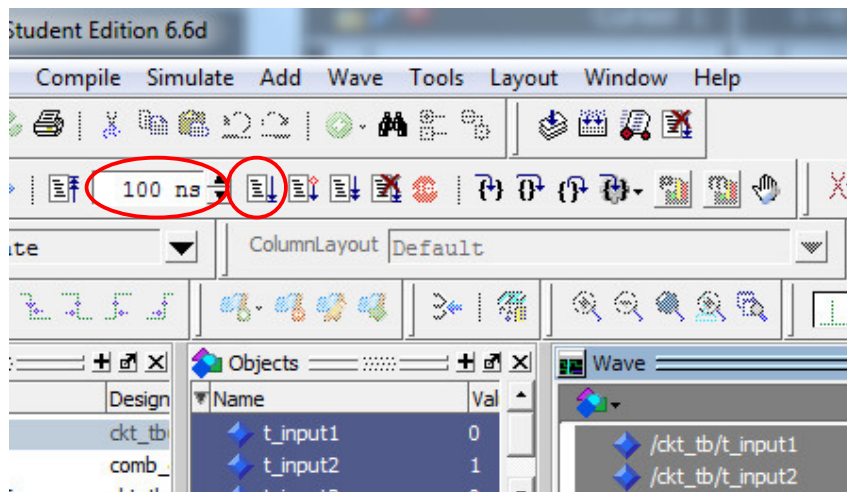 Student Edition 6.6d
Compile Simulate Add Wave Tools Layout Window Help
100 ns
ColumnLayout Default
Objects
Wave
Design
Name
Val
ckt_tb
t_input1 0
/ckt_tb/t_input1
comb_
t_input2 1
/ckt_tb/t_input2